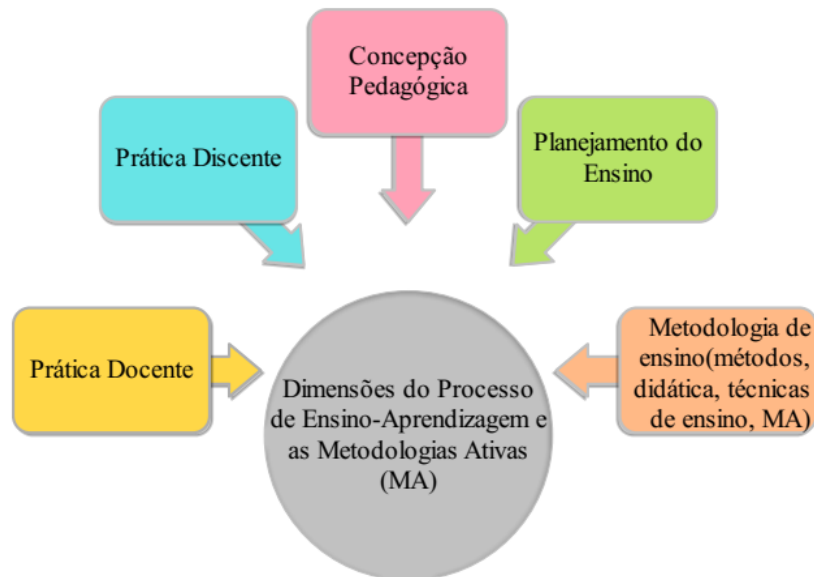 Concepção
Pedagógica
Prática Discente
Planejamento do
Ensino
Prática Docente
Metodologia de
ensino(métodos,
didática, técnicas
de ensino, MA)
Dimensões do Processo
de Ensino-Aprendizagem e
as Metodologias Ativas
(MA)